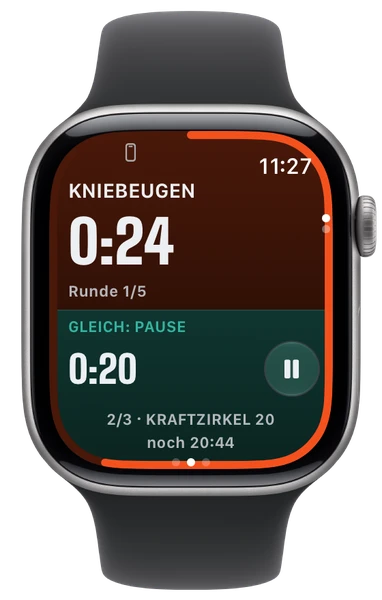 11:27
KNIEBEUGEN
0:24
Runde 1/5
GLEICH: PAUSE
0:20
2/3 · KRAFTZIRKEL 20
noch 20:44